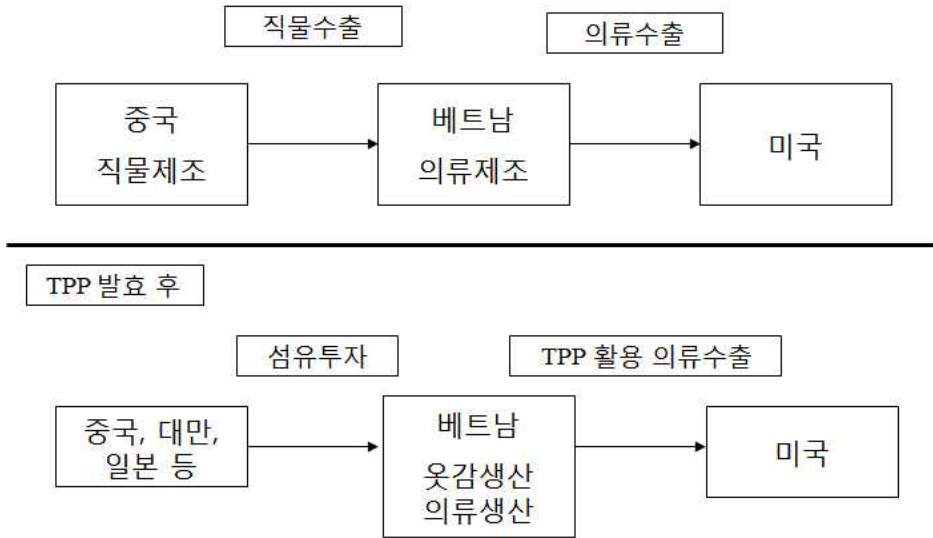 직물수출
의류수출
중국
직물제조
베트남
의류제조
미국
TPP 발효 후
섬유투자
TPP 활용 의류수출
중국, 대만,
일본 등
베트남
옷감생산
의류생산
미국